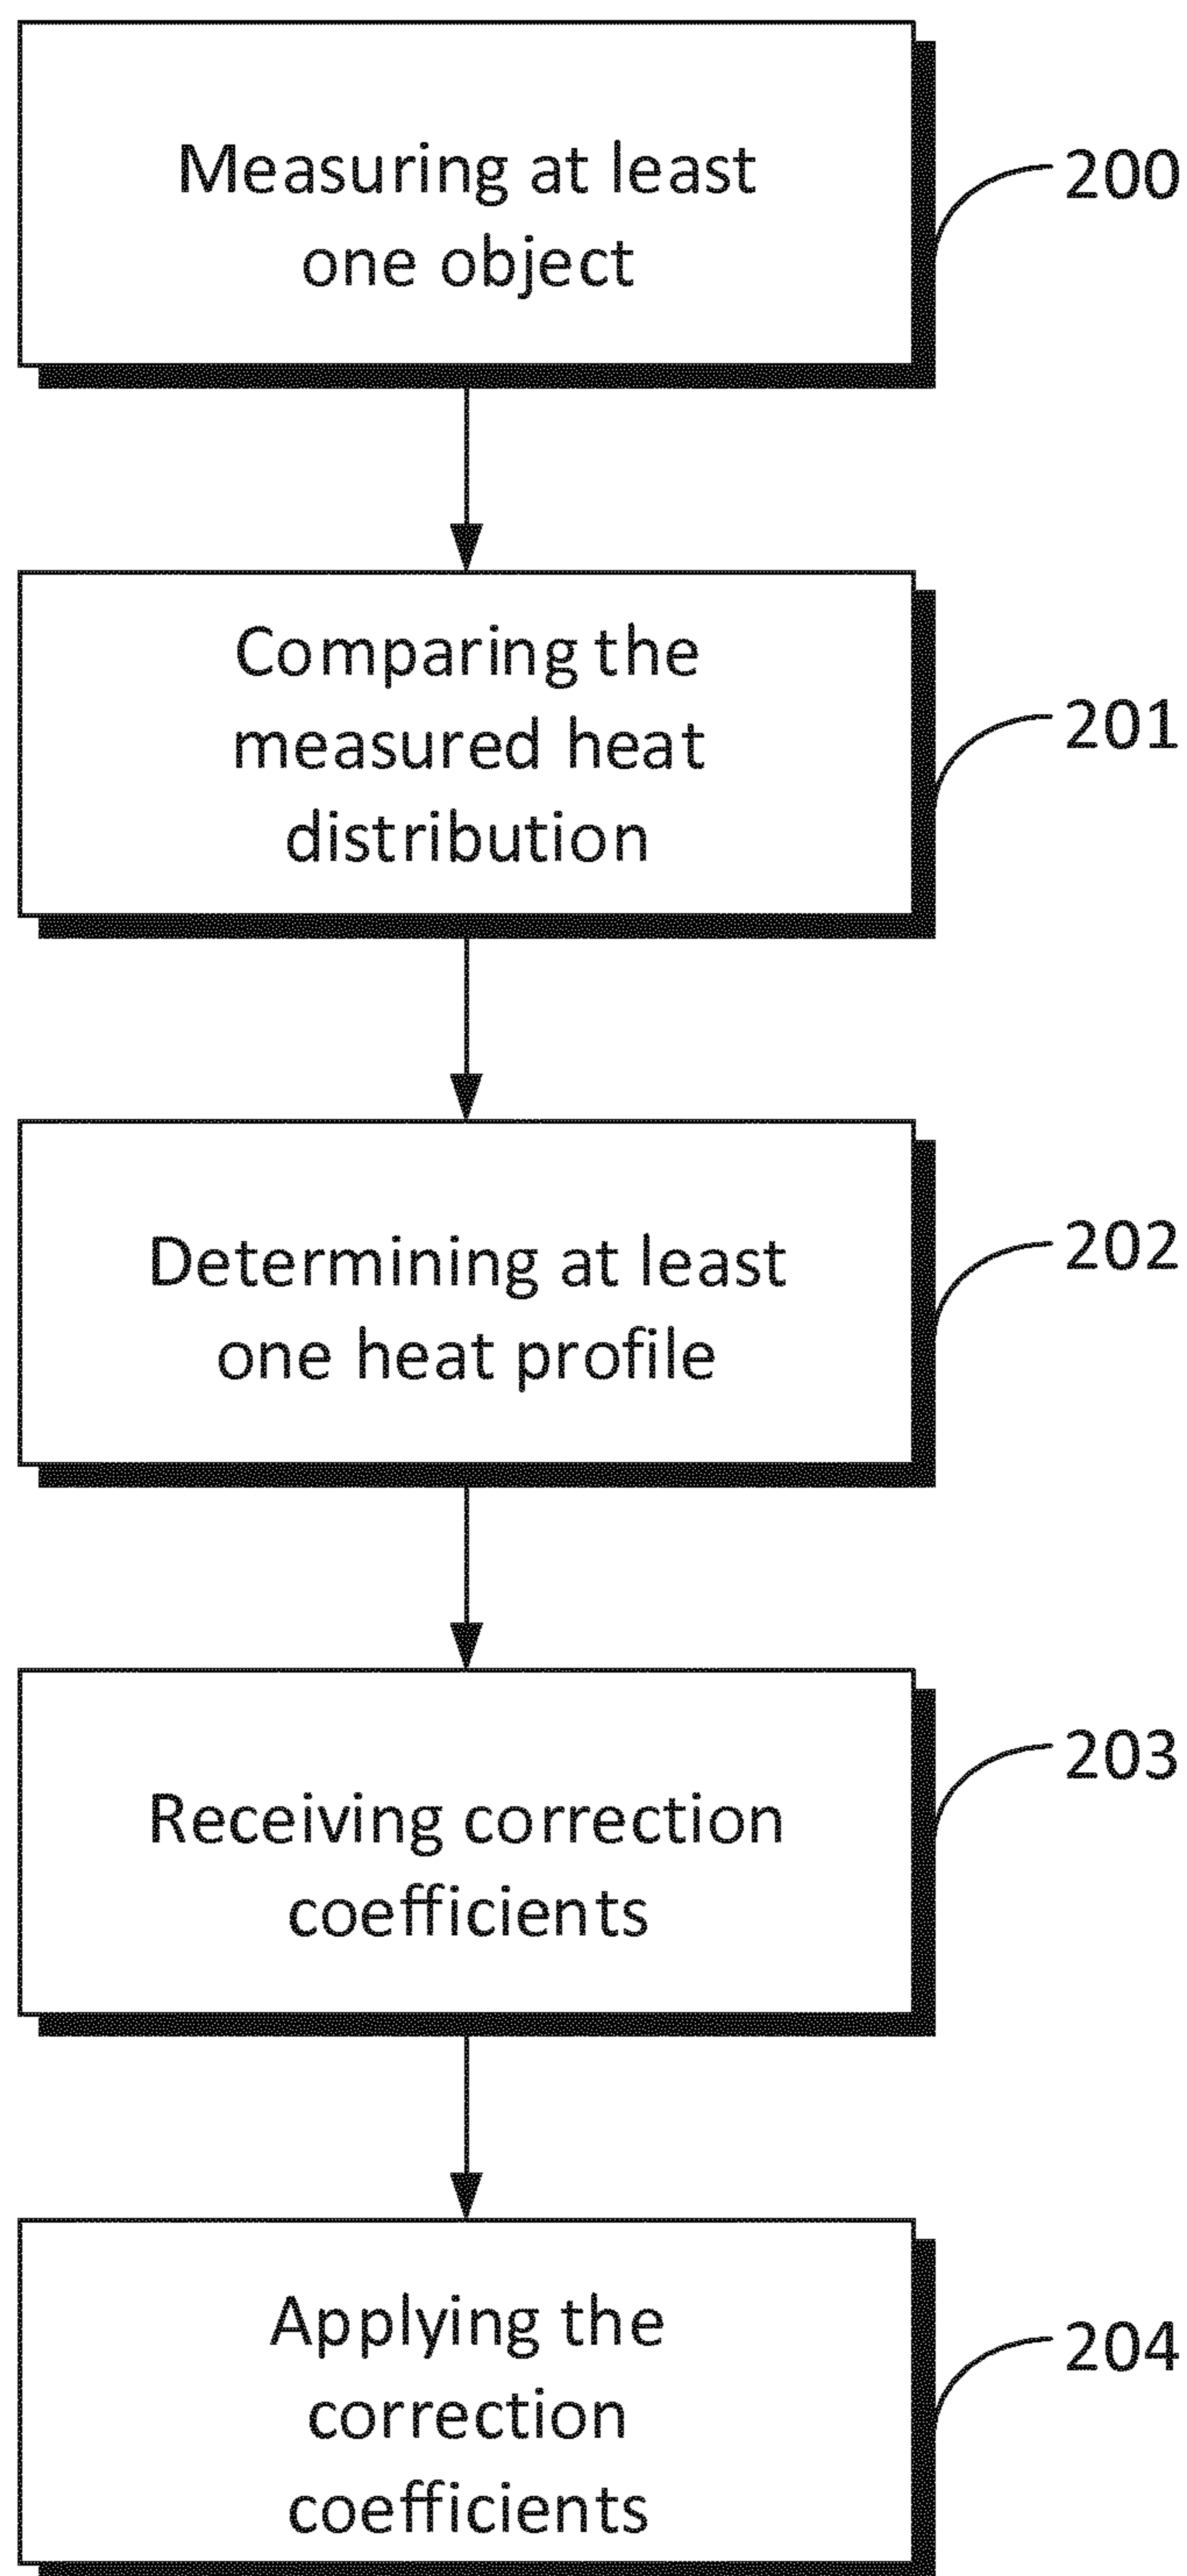 Measuring at least
one object
200
Comparing the
measured heat
distribution
201
Determining at least
one heat profile
202
Receiving correction
coefficients
203
Applying the
correction
coefficients
204